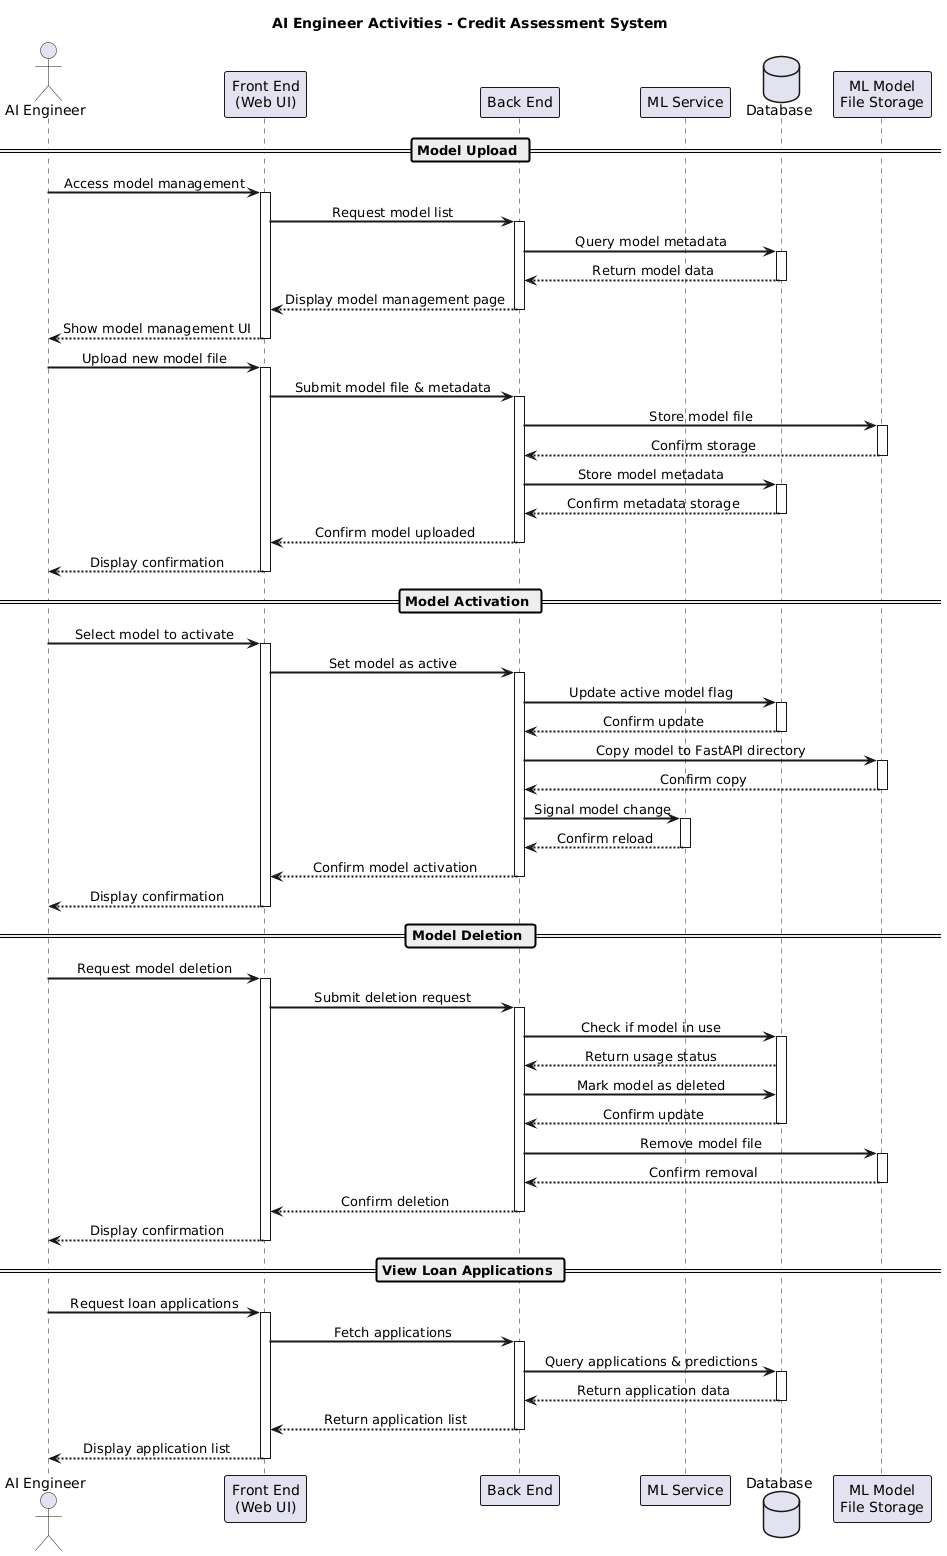 AI Engineer Activities - Credit Assessment System
AI Engineer
Front End
(Web UI)
Back End
ML Service
Database
ML Model
File Storage
Model Upload
Access model management
Request model list
Query model metadata
Return model data
Display model management page
Show model management UI
Upload new model file
Submit model file & metadata
Store model file
Confirm storage
Store model metadata
Confirm metadata storage
Confirm model uploaded
Display confirmation
Model Activation
Select model to activate
Set model as active
Update active model flag
Confirm update
Copy model to FastAPI directory
Confirm copy
Signal model change
Confirm reload
Confirm model activation
Display confirmation
Model Deletion
Request model deletion
Submit deletion request
Check if model in use
Return usage status
Mark model as deleted
Confirm update
Remove model file
Confirm removal
Confirm deletion
Display confirmation
View Loan Applications
Request loan applications
Fetch applications
Query applications & predictions
Return application data
Return application list
Display application list
AI Engineer
Front End
(Web UI)
Back End
ML Service
Database
ML Model
File Storage